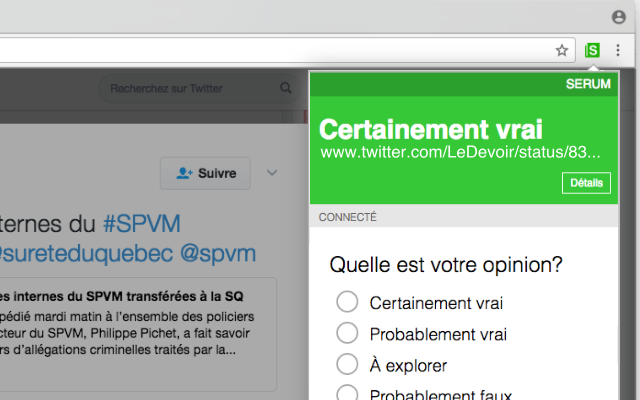 S
Recherchez sur Twitter
SERUM
Certainement vrai
www.twitter.com/LeDevoir/status/83...
Détails
Suivre
CONNECTÉ
ternes du #SPVM
sureteduquebec @spvm
es internes du SPVM transférées à la SQ
pédié mardi matin à l'ensemble des policiers
cteur du SPVM, Philippe Pichet, a fait savoir
rs d'allégations criminelles traités par la...
Quelle est votre opinion?
Certainement vrai
Probablement vrai
À explorer
Probablement faux